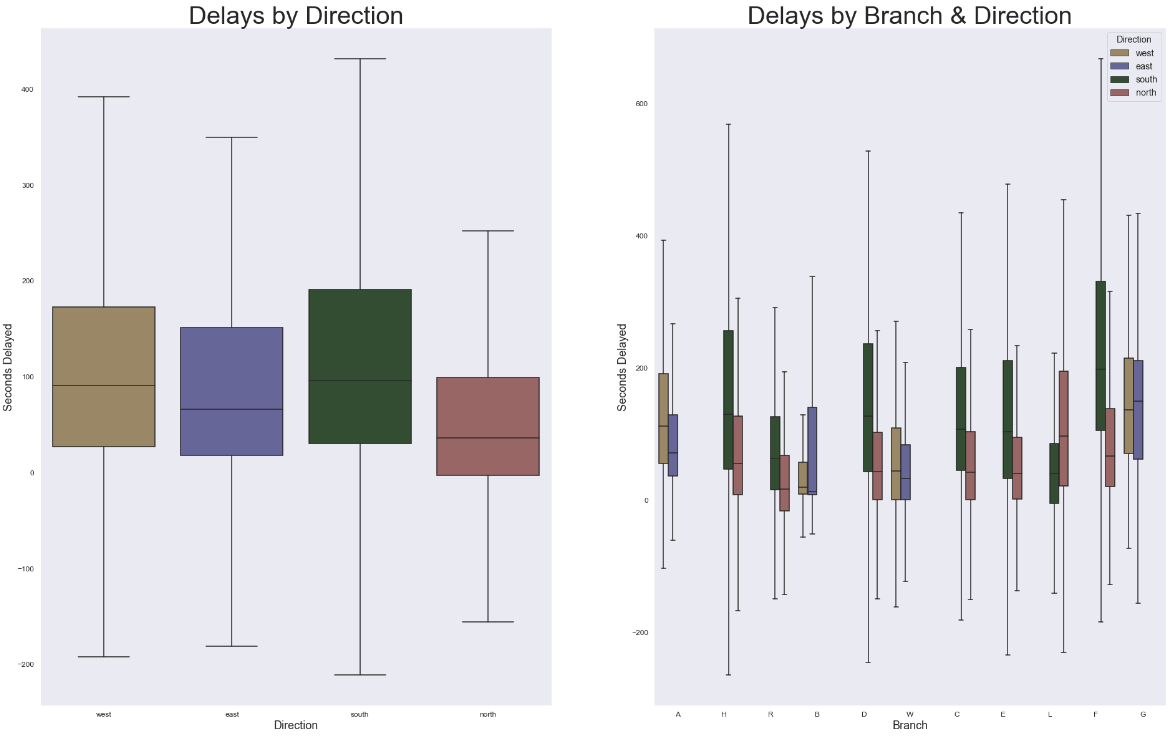 Delays by Direction
Seconds Delayed
400
300
200
100
0
−100
−200
west east south north
Direction
Delays by Branch & Direction
Direction
west
east
south
north
Seconds Delayed
600
400
200
0
−200
A H R B D W C E L F G
Branch